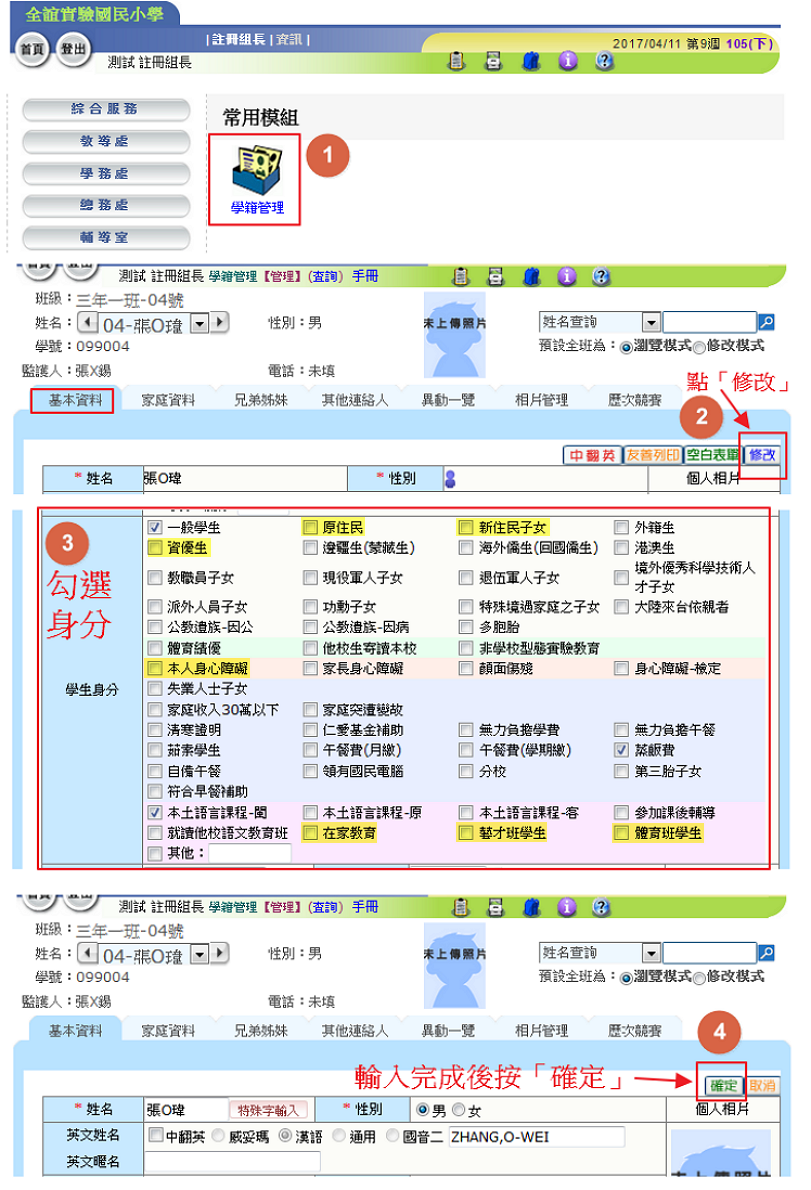 全誼實驗國民小學
|註冊組長|資訊|
2017/04/11 第9週 105(下)
首頁 登出
測試 註冊組長
綜合服務
教導處
學務處
總務處
輔導室
常用模組
學籍管理
1
測試 註冊組長 學籍管理【管理】(查詢) 手冊
班級：三年一班-04號
姓名： 04-張O瑋 性別：男
學號：099004
監護人：張X錫 電話：未填
未上傳照片
姓名查詢
預設全班為： 瀏覽模式 修改模式
點「修改」
基本資料 家庭資料 兄弟姊妹 其他連絡人 異動一覽 相片管理 歷次競賽
2
中翻英 友善列印 空白表單 修改
* 姓名 張O瑋 * 性別 個人相片
3
勾選
身分
學生身分
一般學生 原住民 新住民子女 外籍生
資優生 邊疆生(蒙藏生) 海外僑生(回國僑生) 港澳生
教職員子女 現役軍人子女 退伍軍人子女 境外優秀科學技術人才子女
派外人員子女 功勳子女 特殊境遇家庭之子女 大陸來台依親者
公教遺族-因公 公教遺族-因病 多胞胎
體育績優 他校生寄讀本校 非學校型態實驗教育
本人身心障礙 家長身心障礙 顏面傷殘 身心障礙-檢定
失業人士子女
家庭收入30萬以下 家庭突遭變故
清寒證明 仁愛基金補助 無力負擔學費 無力負擔午餐
茹素學生 午餐費(月繳) 午餐費(學期繳) 蒸飯費
自備午餐 領有國民電腦 分校 第三胎子女
符合早餐補助
本土語言課程-閩 本土語言課程-原 本土語言課程-客 參加課後輔導
就讀他校語文教育班 在家教育 藝才班學生 體育班學生
其他：
測試 註冊組長 學籍管理【管理】(查詢) 手冊
班級：三年一班-04號
姓名： 04-張O瑋 性別：男
學號：099004
監護人：張X錫 電話：未填
未上傳照片
姓名查詢
預設全班為： 瀏覽模式 修改模式
基本資料 家庭資料 兄弟姊妹 其他連絡人 異動一覽 相片管理 歷次競賽
4
輸入完成後按「確定」
確定 取消
* 姓名 張O瑋 特殊字輸入 * 性別 男 女 個人相片
英文姓名 中翻英 威妥瑪 漢語 通用 國音二 ZHANG,O-WEI
英文暱名